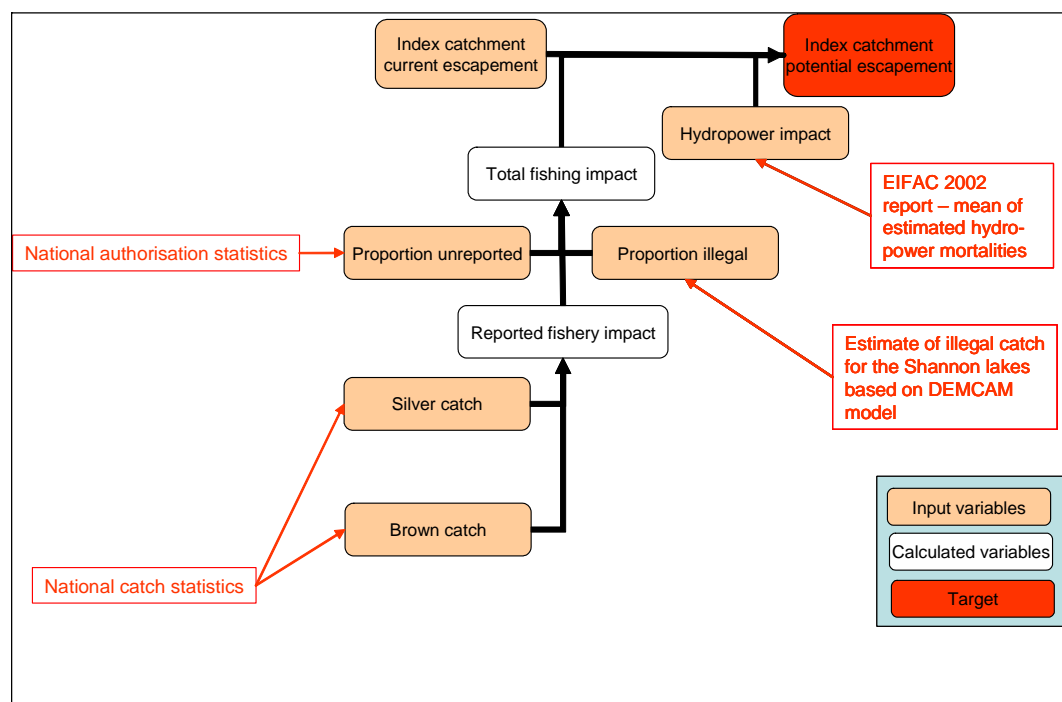 Index catchment
current escapement
Index catchment
potential escapement
Hydropower impact
Total fishing impact
EIFAC 2002
report – mean of
estimated hydro-
power mortalities
National authorisation statistics
Proportion unreported
Proportion illegal
Reported fishery impact
Estimate of illegal catch
for the Shannon lakes
based on DEMCAM
model
Silver catch
Brown catch
National catch statistics
Input variables
Calculated variables
Target